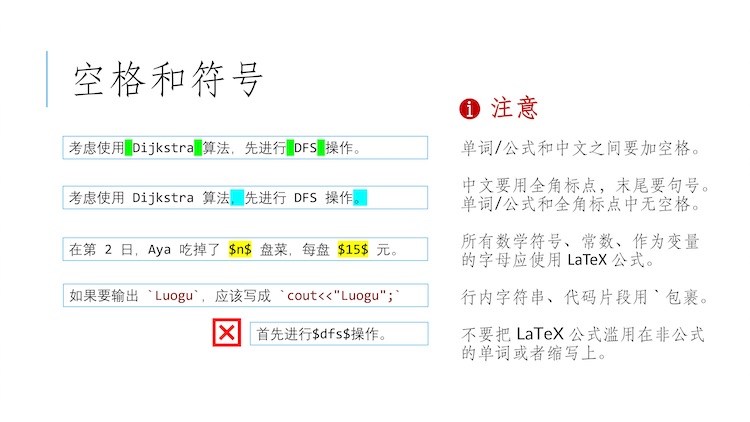 空格和符号
考虑使用 Dijkstra 算法，先进行 DFS 操作。
考虑使用 Dijkstra 算法，先进行 DFS 操作。
在第 2 日，Aya 吃掉了 $n$ 盘菜，每盘 $15$ 元。
如果要输出 `Luogu`，应该写成 `cout<<"Luogu";`
首先进行$dfs$操作。
注意
单词/公式和中文之间要加空格。
中文要用全角标点，末尾要句号。
单词/公式和全角标点中无空格。
所有数学符号、常数、作为变量
的字母应使用 LaTeX 公式。
行内字符串、代码片段用 ` 包裹。
不要把 LaTeX 公式滥用在非公式
的单词或者缩写上。